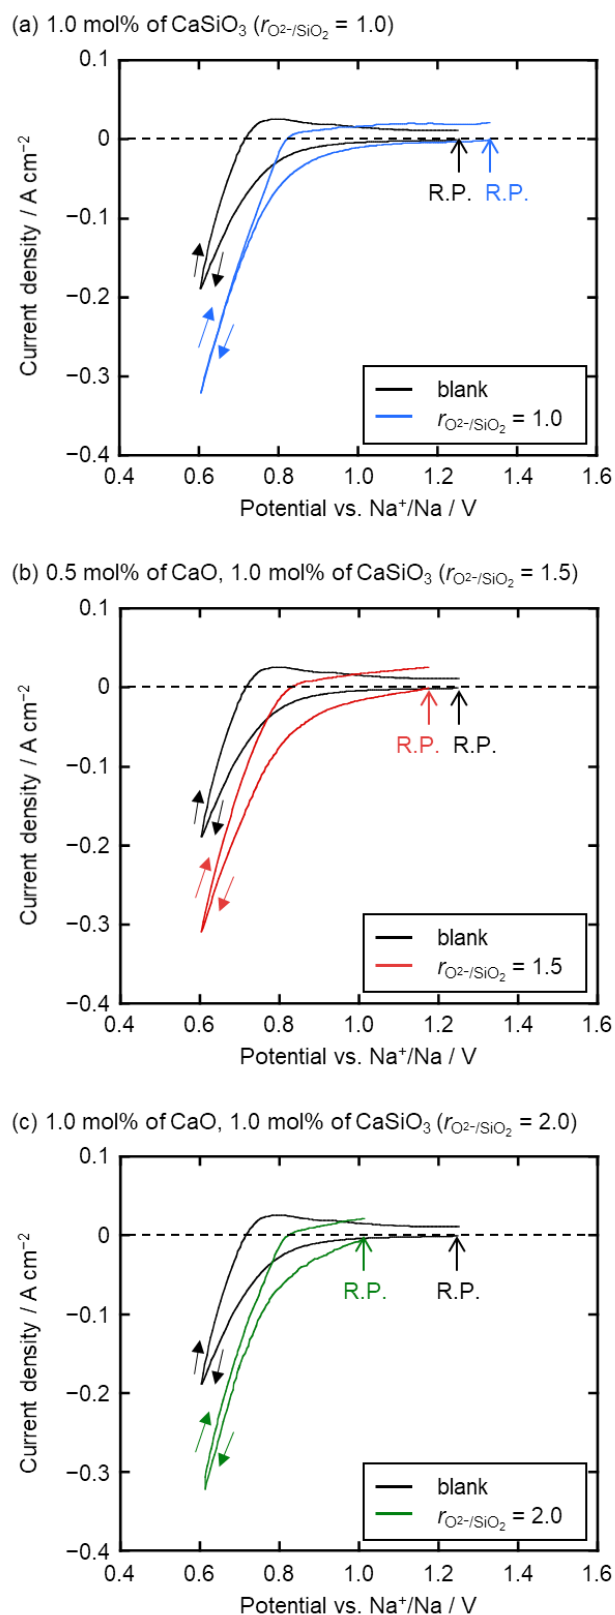 (a) 1.0 mol% of CaSiO₃ (r_O²⁻/SiO₂ = 1.0)
0.1
0
−0.1
−0.2
−0.3
−0.4
Current density / A cm⁻²
R.P. R.P.
blank
r_O²⁻/SiO₂ = 1.0
0.4 0.6 0.8 1.0 1.2 1.4 1.6
Potential vs. Na⁺/Na / V
(b) 0.5 mol% of CaO, 1.0 mol% of CaSiO₃ (r_O²⁻/SiO₂ = 1.5)
0.1
0
−0.1
−0.2
−0.3
−0.4
Current density / A cm⁻²
R.P. R.P.
blank
r_O²⁻/SiO₂ = 1.5
0.4 0.6 0.8 1.0 1.2 1.4 1.6
Potential vs. Na⁺/Na / V
(c) 1.0 mol% of CaO, 1.0 mol% of CaSiO₃ (r_O²⁻/SiO₂ = 2.0)
0.1
0
−0.1
−0.2
−0.3
−0.4
Current density / A cm⁻²
R.P. R.P.
blank
r_O²⁻/SiO₂ = 2.0
0.4 0.6 0.8 1.0 1.2 1.4 1.6
Potential vs. Na⁺/Na / V